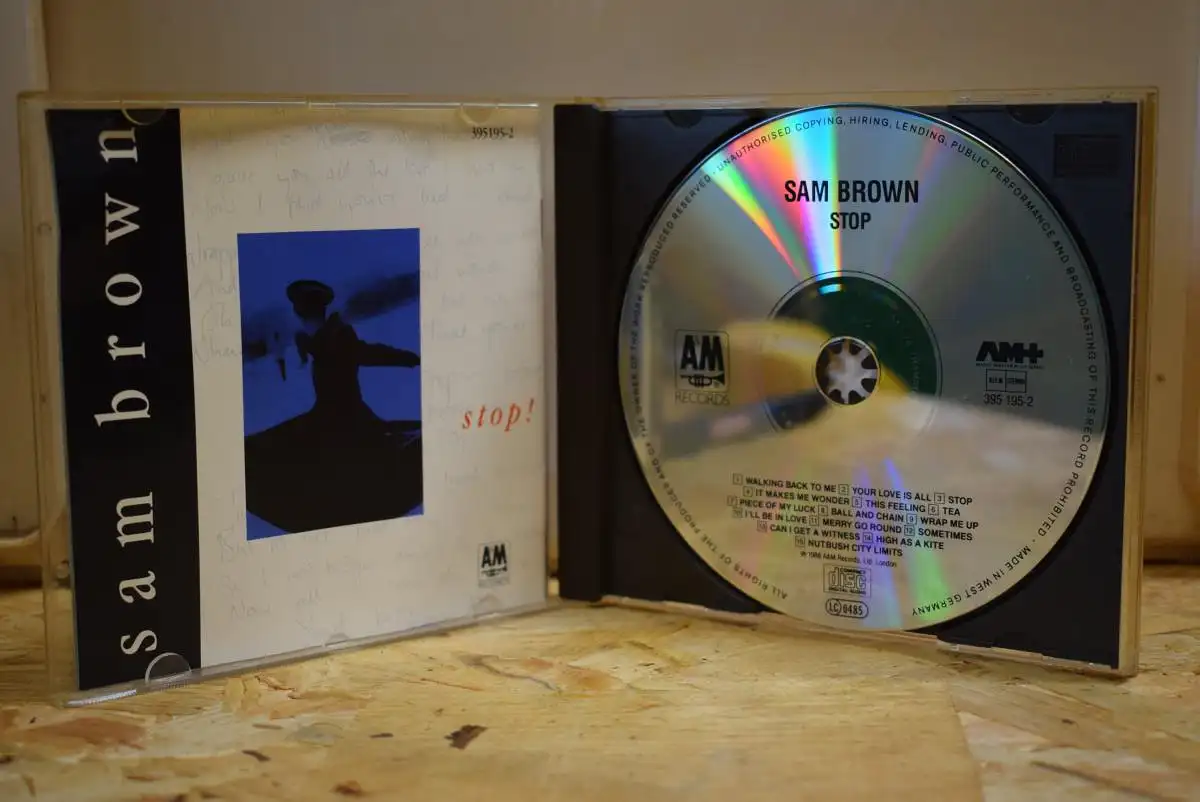 sam brown
395195-2
stop!
A&M
RECORDS
SAM BROWN
STOP
ALL RIGHTS OF THE PRODUCER AND OF THE OWNER OF THE WORK REPRODUCED RESERVED · UNAUTHORISED COPYING, HIRING, LENDING, PUBLIC PERFORMANCE AND BROADCASTING OF THIS RECORD PROHIBITED · MADE IN WEST GERMANY
A&M
RECORDS
AM+
STEREO
395 195-2
1 WALKING BACK TO ME 2 YOUR LOVE IS ALL 3 STOP
4 IT MAKES ME WONDER 5 THIS FEELING 6 TEA
7 PIECE OF MY LUCK 8 BALL AND CHAIN 9 WRAP ME UP
10 I'LL BE IN LOVE 11 MERRY GO ROUND 12 SOMETIMES
13 CAN I GET A WITNESS 14 HIGH AS A KITE
15 NUTBUSH CITY LIMITS
℗ 1988 A&M Records, Ltd. London
COMPACT
disc
DIGITAL AUDIO
LC 0485